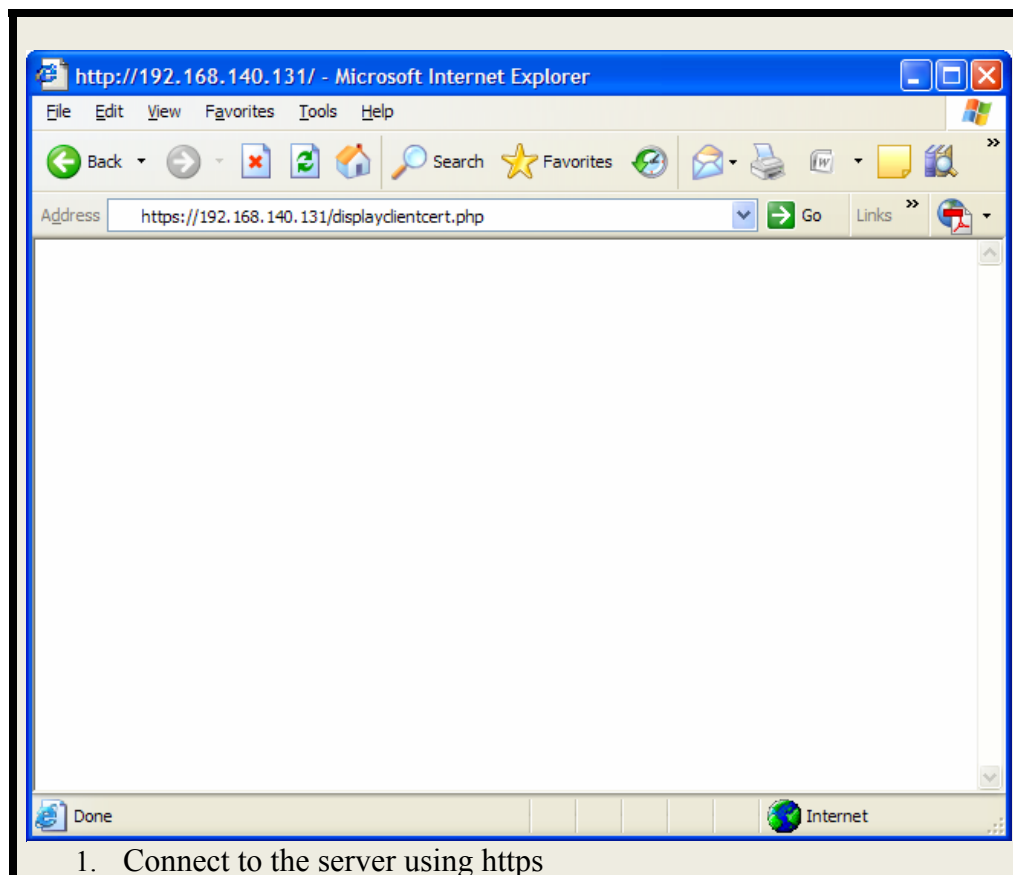 http://192.168.140.131/ - Microsoft Internet Explorer
File Edit View Favorites Tools Help
Back Search Favorites W »
Address https://192.168.140.131/displayclientcert.php Go Links »
Done Internet
1. Connect to the server using https